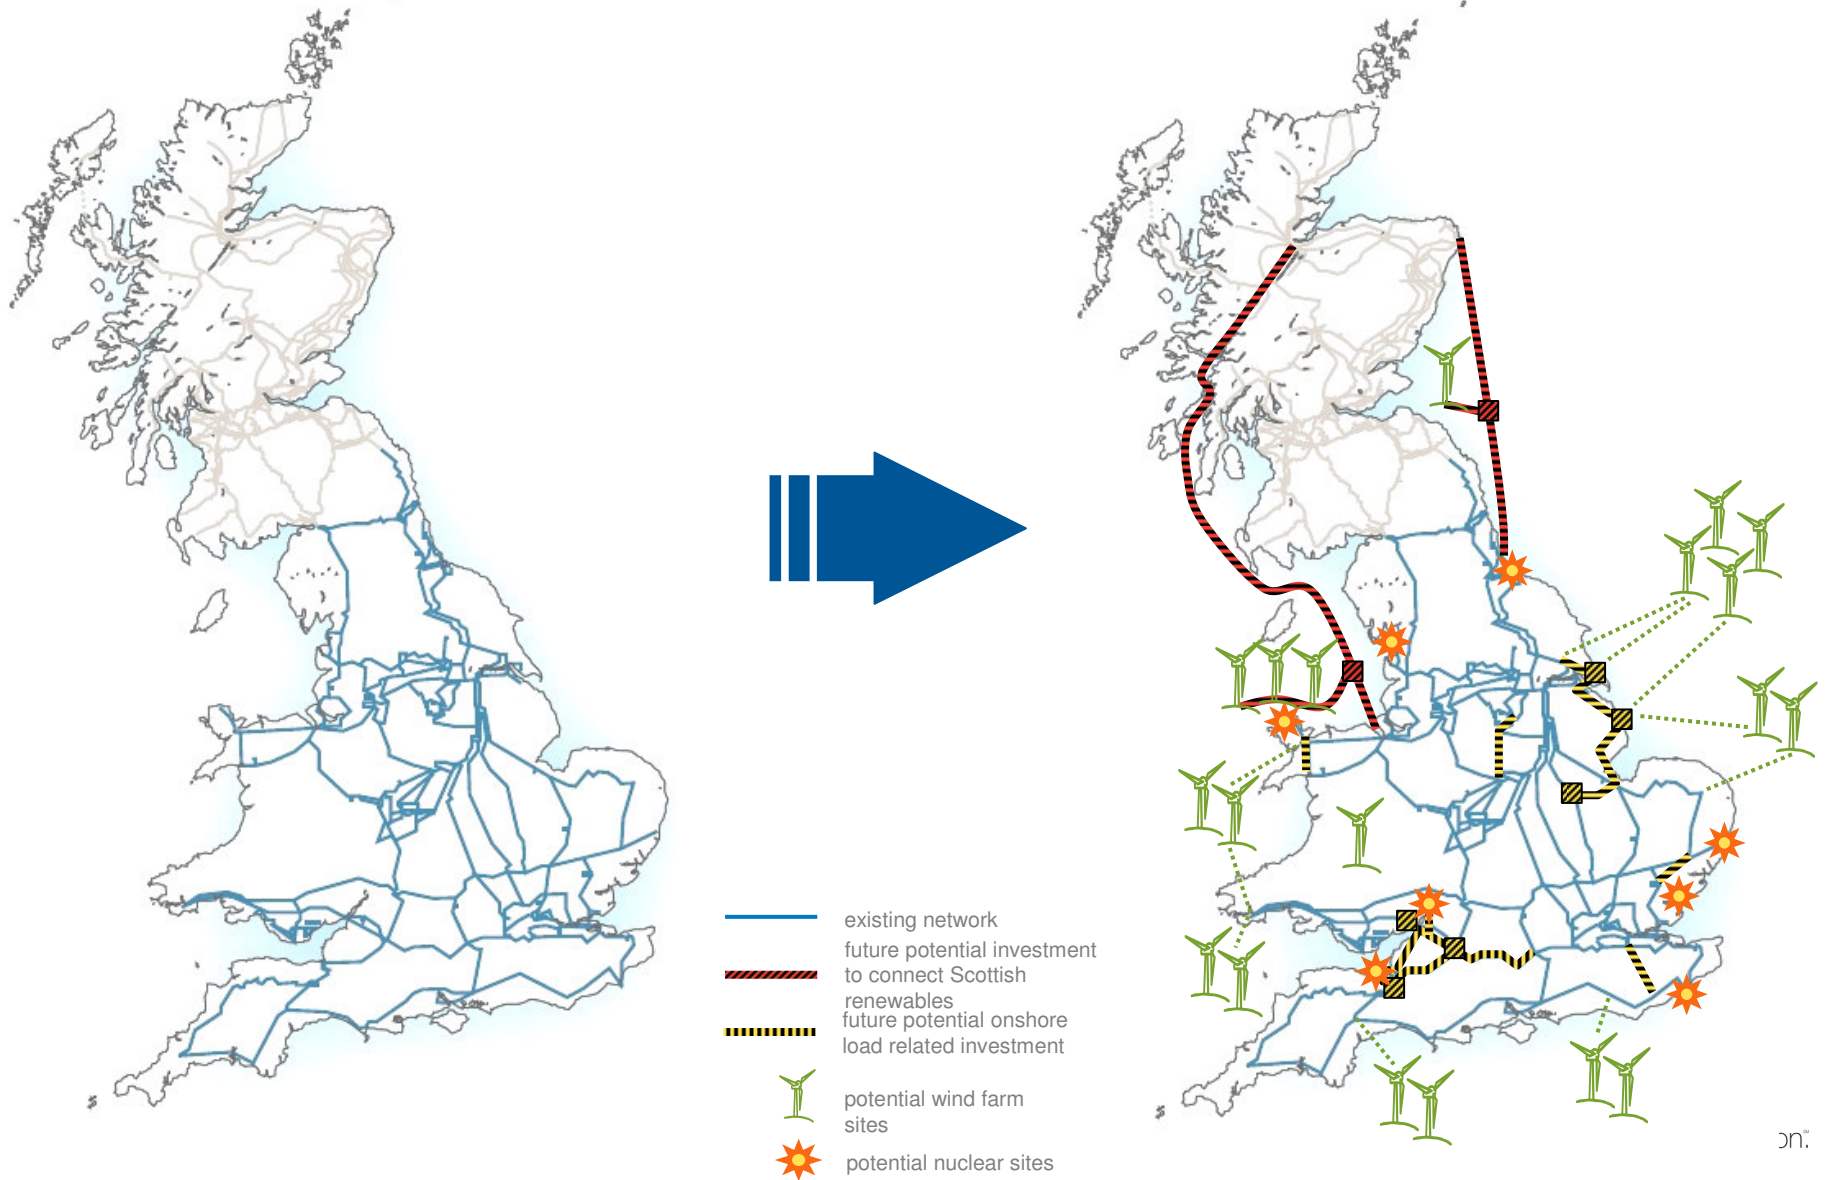 existing network
future potential investment
to connect Scottish
renewables
future potential onshore
load related investment
potential wind farm
sites
potential nuclear sites
on.